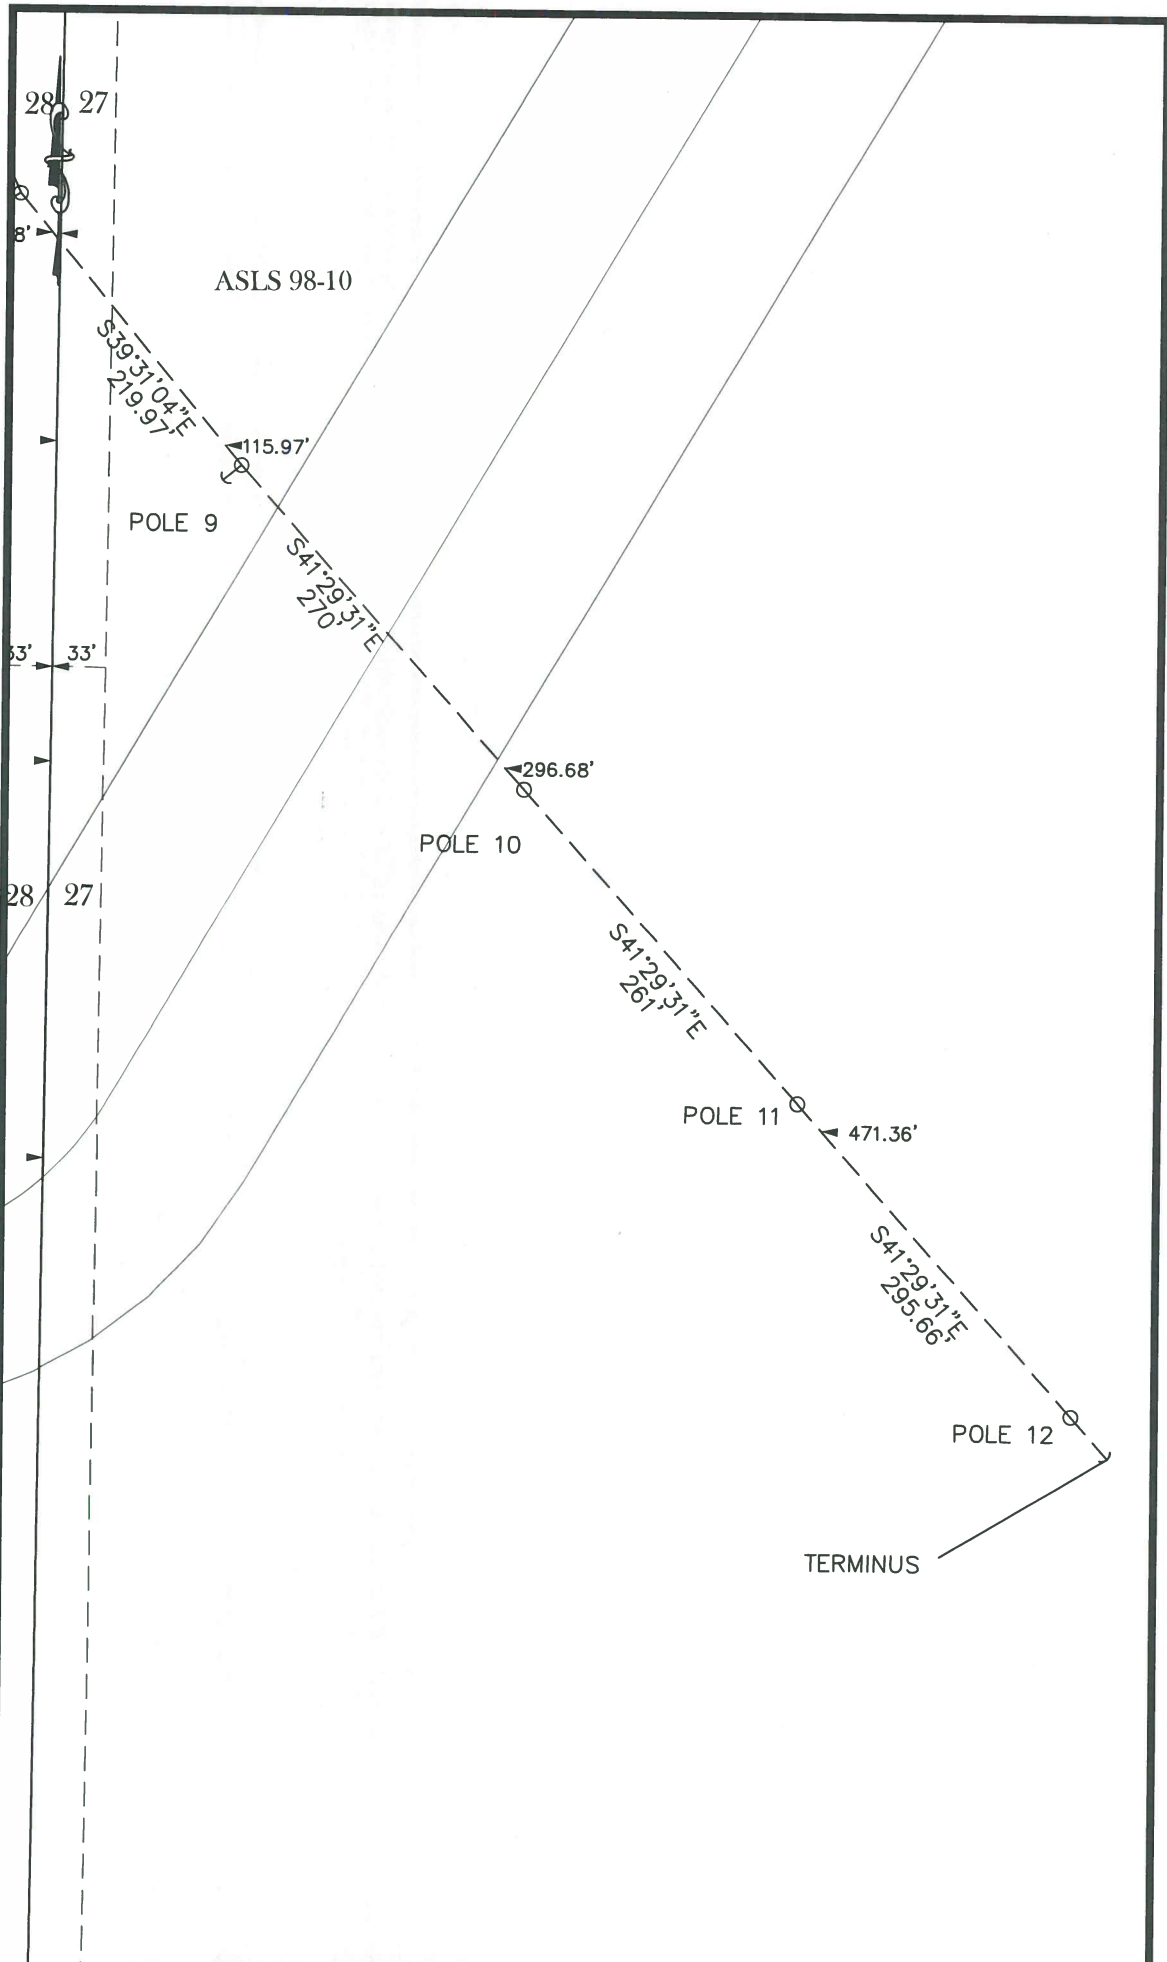 28 27
8'
ASLS 98-10
S39°31'04"E
219.97'
115.97'
POLE 9
S41°29'31"E
270'
33' 33'
296.68'
POLE 10
28 27
S41°29'31"E
261'
POLE 11
471.36'
S41°29'31"E
295.66'
POLE 12
TERMINUS